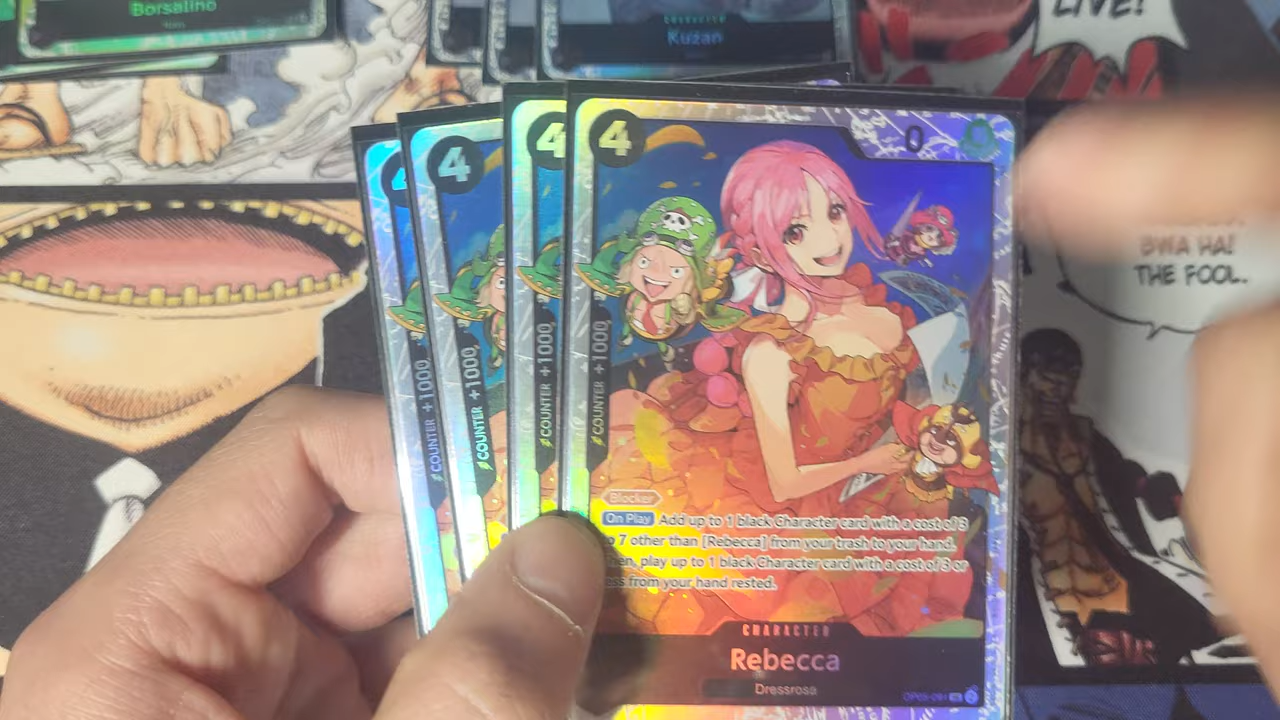 Borsalino
CHARACTER
Kuzan
LIVE!
4
4
4
4
0
BWA HA!
THE FOOL.
COUNTER +1000
COUNTER +1000
COUNTER +1000
COUNTER +1000
Blocker
On Play Add up to 1 black Character card with a cost of 3
7 other than [Rebecca] from your trash to your hand.
play up to 1 black Character card with a cost of 3 or
from your hand rested.
CHARACTER
Rebecca
Dressrosa